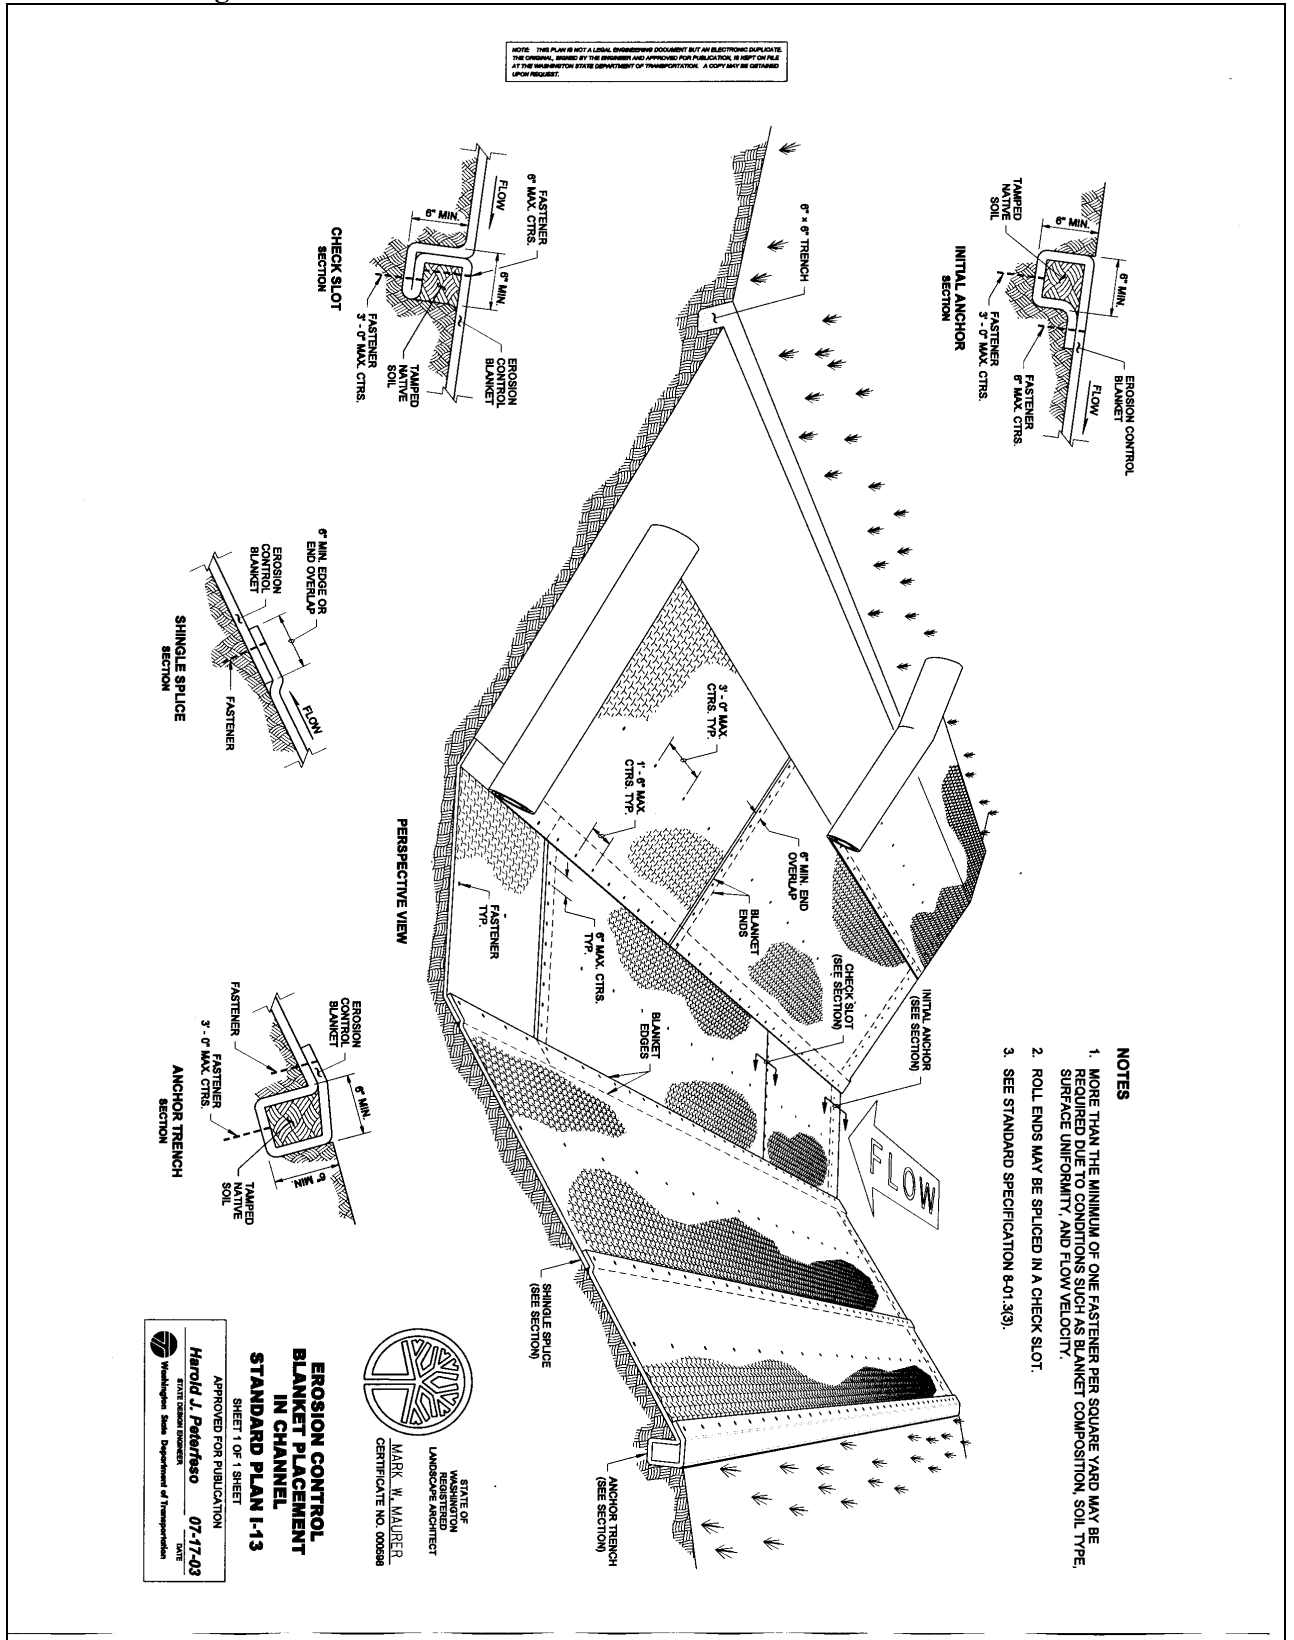 NOTE: THIS PLAN IS NOT A LEGAL ENGINEERING DOCUMENT BUT AN ELECTRONIC DUPLICATE.
THE ORIGINAL, SIGNED BY THE ENGINEER AND APPROVED FOR PUBLICATION, IS KEPT ON FILE
AT THE WASHINGTON STATE DEPARTMENT OF TRANSPORTATION. A COPY MAY BE OBTAINED
UPON REQUEST.
TAMPED
NATIVE
SOIL
6" MIN.
6" MIN.
EROSION CONTROL
BLANKET
FLOW
FASTENER
6" MAX. CTRS.
FASTENER
3' - 0" MAX. CTRS.
INITIAL ANCHOR
SECTION
NOTES
1. MORE THAN THE MINIMUM OF ONE FASTENER PER SQUARE YARD MAY BE
REQUIRED DUE TO CONDITIONS SUCH AS BLANKET COMPOSITION, SOIL TYPE,
SURFACE UNIFORMITY, AND FLOW VELOCITY.
2. ROLL ENDS MAY BE SPLICED IN A CHECK SLOT.
3. SEE STANDARD SPECIFICATION 8-01.3(3).
6" × 6" TRENCH
3' - 0" MAX.
CTRS. TYP.
1' - 6" MAX.
CTRS. TYP.
6" MIN. END
OVERLAP
BLANKET
ENDS
CHECK SLOT
(SEE SECTION)
INITIAL ANCHOR
(SEE SECTION)
FLOW
FASTENER
TYP.
6" MAX. CTRS.
TYP.
BLANKET
EDGES
SHINGLE SPLICE
(SEE SECTION)
ANCHOR TRENCH
(SEE SECTION)
PERSPECTIVE VIEW
FASTENER
6" MAX. CTRS.
FLOW
6" MIN.
6" MIN.
EROSION
CONTROL
BLANKET
TAMPED
NATIVE
SOIL
FASTENER
3' - 0" MAX. CTRS.
CHECK SLOT
SECTION
6" MIN. EDGE OR
END OVERLAP
EROSION
CONTROL
BLANKET
FLOW
FASTENER
SHINGLE SPLICE
SECTION
EROSION
CONTROL
BLANKET
6" MIN.
6" MIN.
FASTENER
FASTENER
3' - 0" MAX. CTRS.
TAMPED
NATIVE
SOIL
ANCHOR TRENCH
SECTION
STATE OF
WASHINGTON
REGISTERED
LANDSCAPE ARCHITECT
MARK W. MAURER
CERTIFICATE NO. 000598
EROSION CONTROL
BLANKET PLACEMENT
IN CHANNEL
STANDARD PLAN I-13
SHEET 1 OF 1 SHEET
APPROVED FOR PUBLICATION
Harold J. Peterfeso 07-17-03
STATE DESIGN ENGINEER DATE
Washington State Department of Transportation